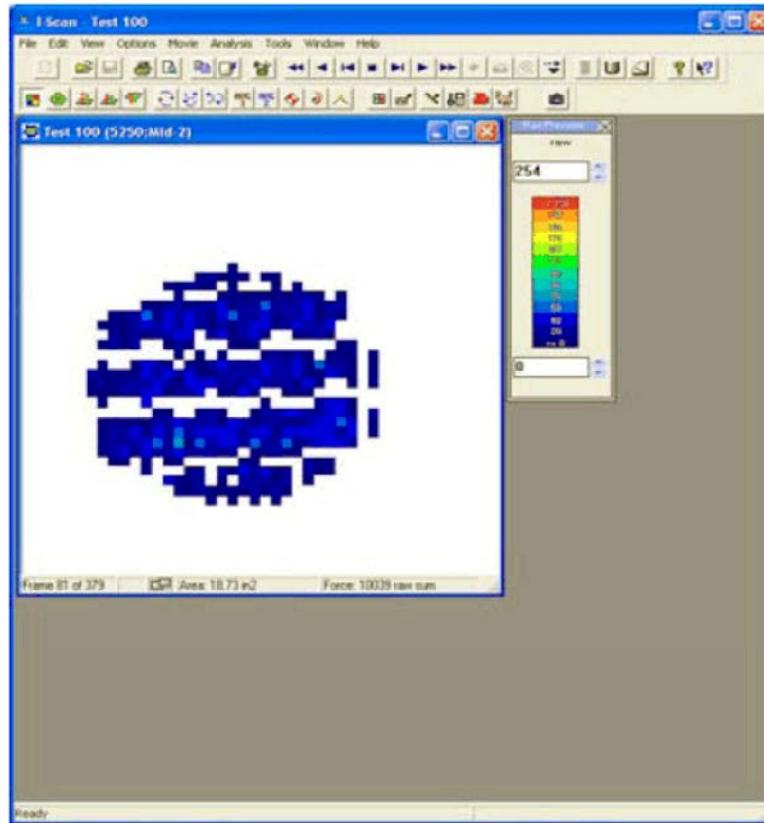 I-Scan - Test 100
File Edit View Options Movie Analysis Tools Window Help
Test 100 (5250;Mid-2)
254
0
Frame 81 of 379 Area: 18.73 in2 Force: 10039 raw sum
Ready